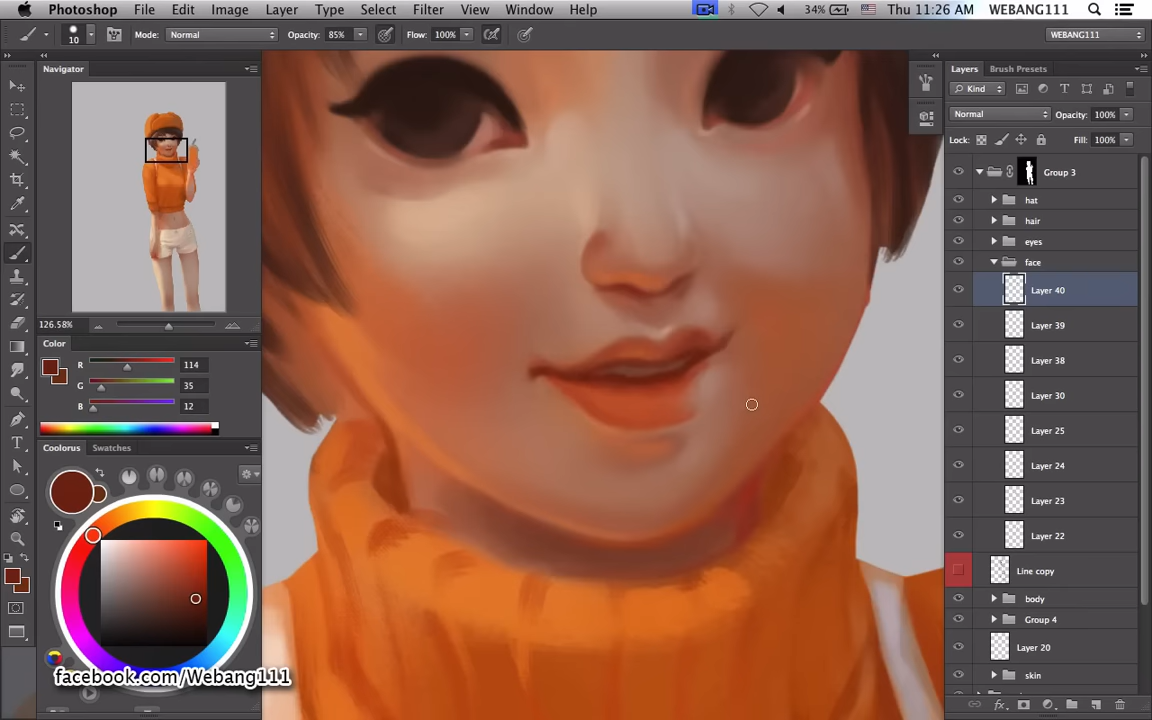 Photoshop File Edit Image Layer Type Select Filter View Window Help 34% Thu 11:26 AM WEBANG111
10 Mode: Normal Opacity: 85% Flow: 100% WEBANG111
Navigator
126.58%
Color
R 114
G 35
B 12
Colorus Swatches
facebook.com/Webang111
Layers Brush Presets
Kind
Normal Opacity: 100%
Lock: Fill: 100%
Group 3
hat
hair
eyes
face
Layer 40
Layer 39
Layer 38
Layer 30
Layer 25
Layer 24
Layer 23
Layer 22
Line copy
body
Group 4
Layer 20
skin
fx